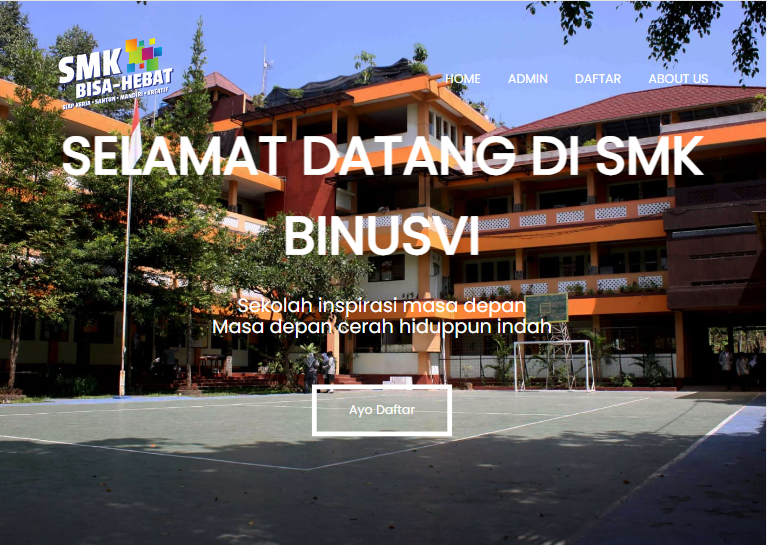 SMK
BISA-HEBAT
SIAP KERJA • SANTUN • MANDIRI • KREATIF
HOME ADMIN DAFTAR ABOUT US
SELAMAT DATANG DI SMK
BINUSVI
Sekolah inspirasi masa depan
Masa depan cerah hiduppun indah
Ayo Daftar